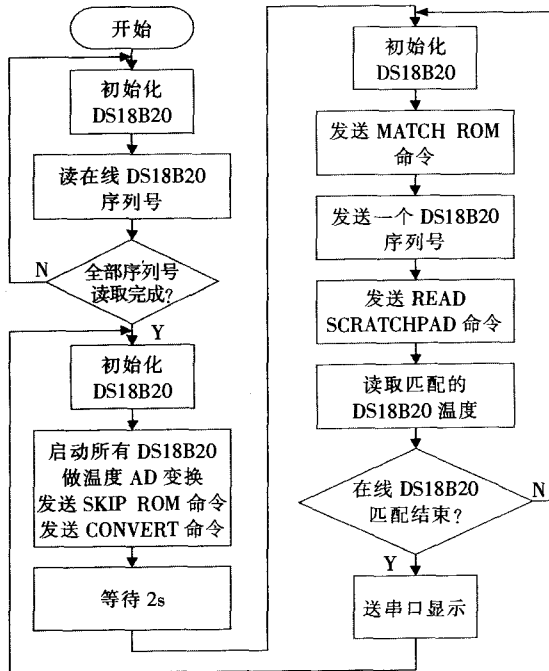 开始
初始化
DS18B20
读在线 DS18B20
序列号
全部序列号
读取完成?
N
Y
初始化
DS18B20
启动所有 DS18B20
做温度 AD 变换
发送 SKIP ROM 命令
发送 CONVERT 命令
等待 2s
初始化
DS18B20
发送 MATCH ROM
命令
发送一个 DS18B20
序列号
发送 READ
SCRATCHPAD 命令
读取匹配的
DS18B20 温度
在线 DS18B20
匹配结束?
N
Y
送串口显示